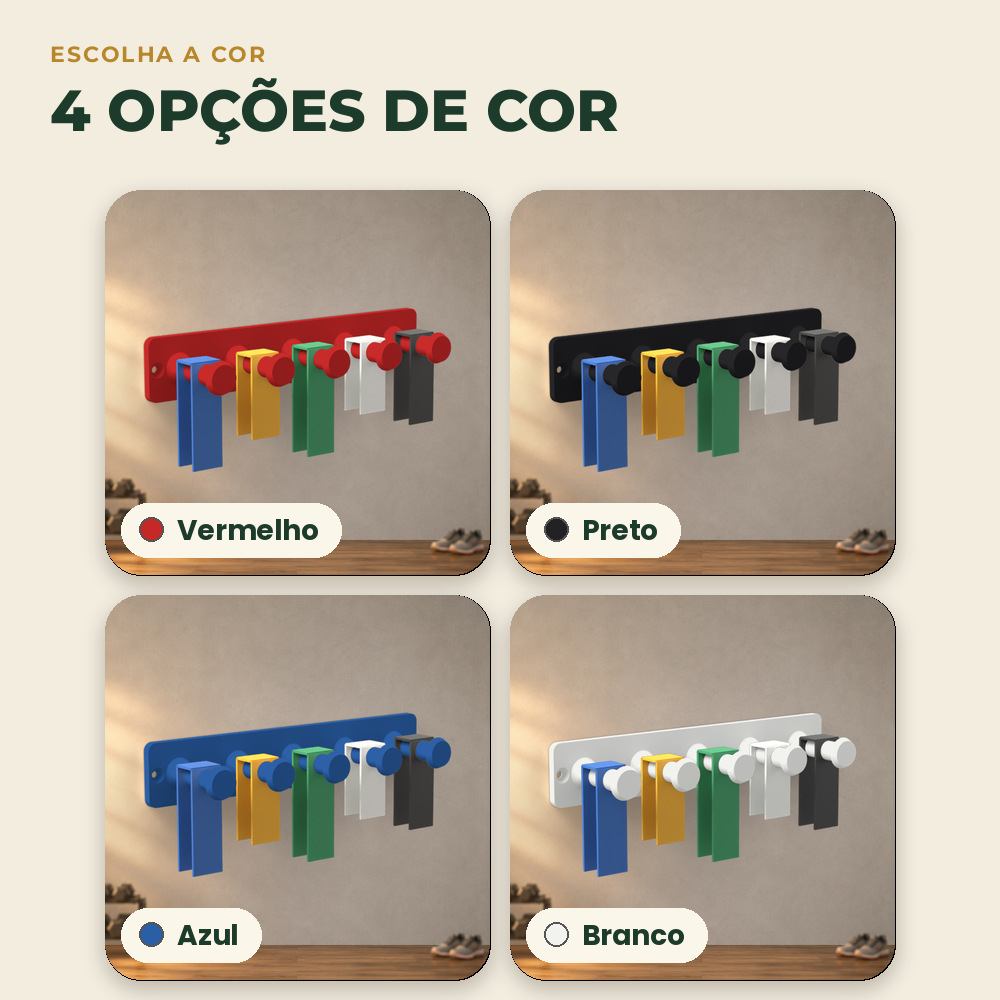 ESCOLHA A COR
4 OPÇÕES DE COR
Vermelho
Preto
Azul
Branco